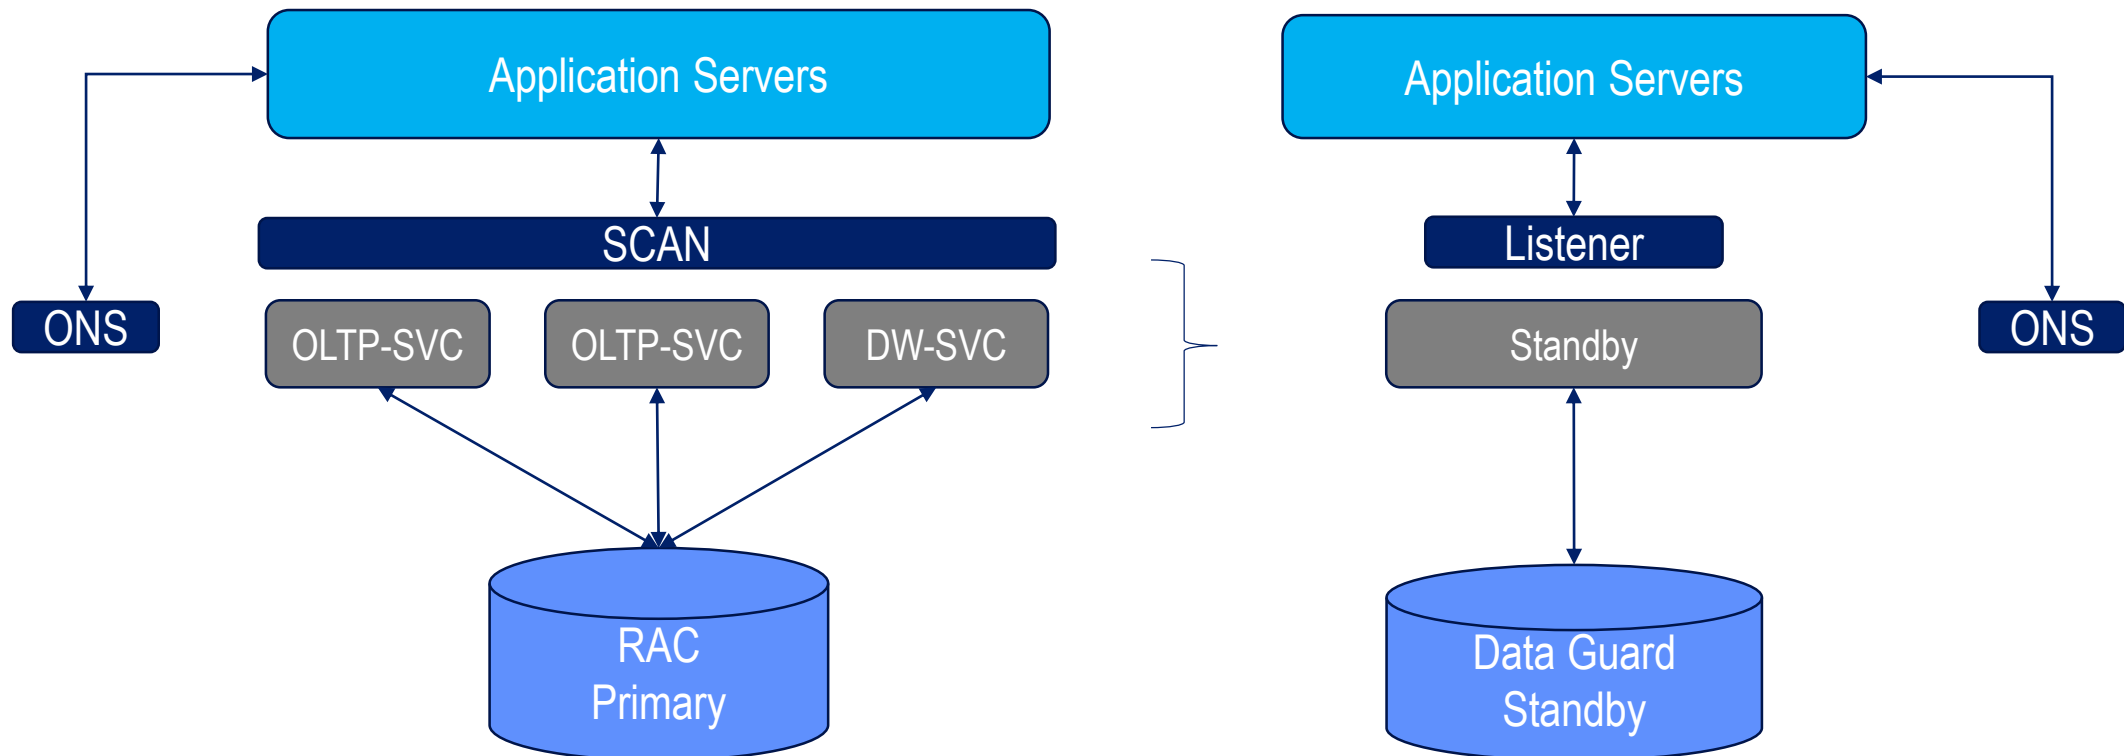 Application Servers
Application Servers
SCAN
Listener
ONS
OLTP-SVC
OLTP-SVC
DW-SVC
Standby
ONS
RAC
Primary
Data Guard
Standby